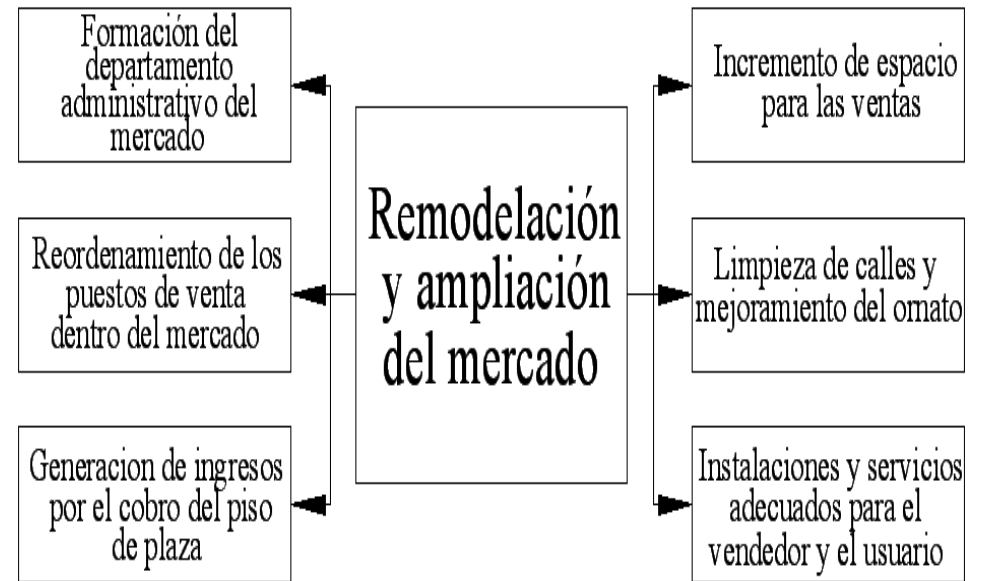 Formación del
departamento
administrativo del
mercado
Reordenamiento de los
puestos de venta
dentro del mercado
Generacion de ingresos
por el cobro del piso
de plaza
Remodelación
y ampliación
del mercado
Incremento de espacio
para las ventas
Limpieza de calles y
mejoramiento del ornato
Instalaciones y servicios
adecuados para el
vendedor y el usuario